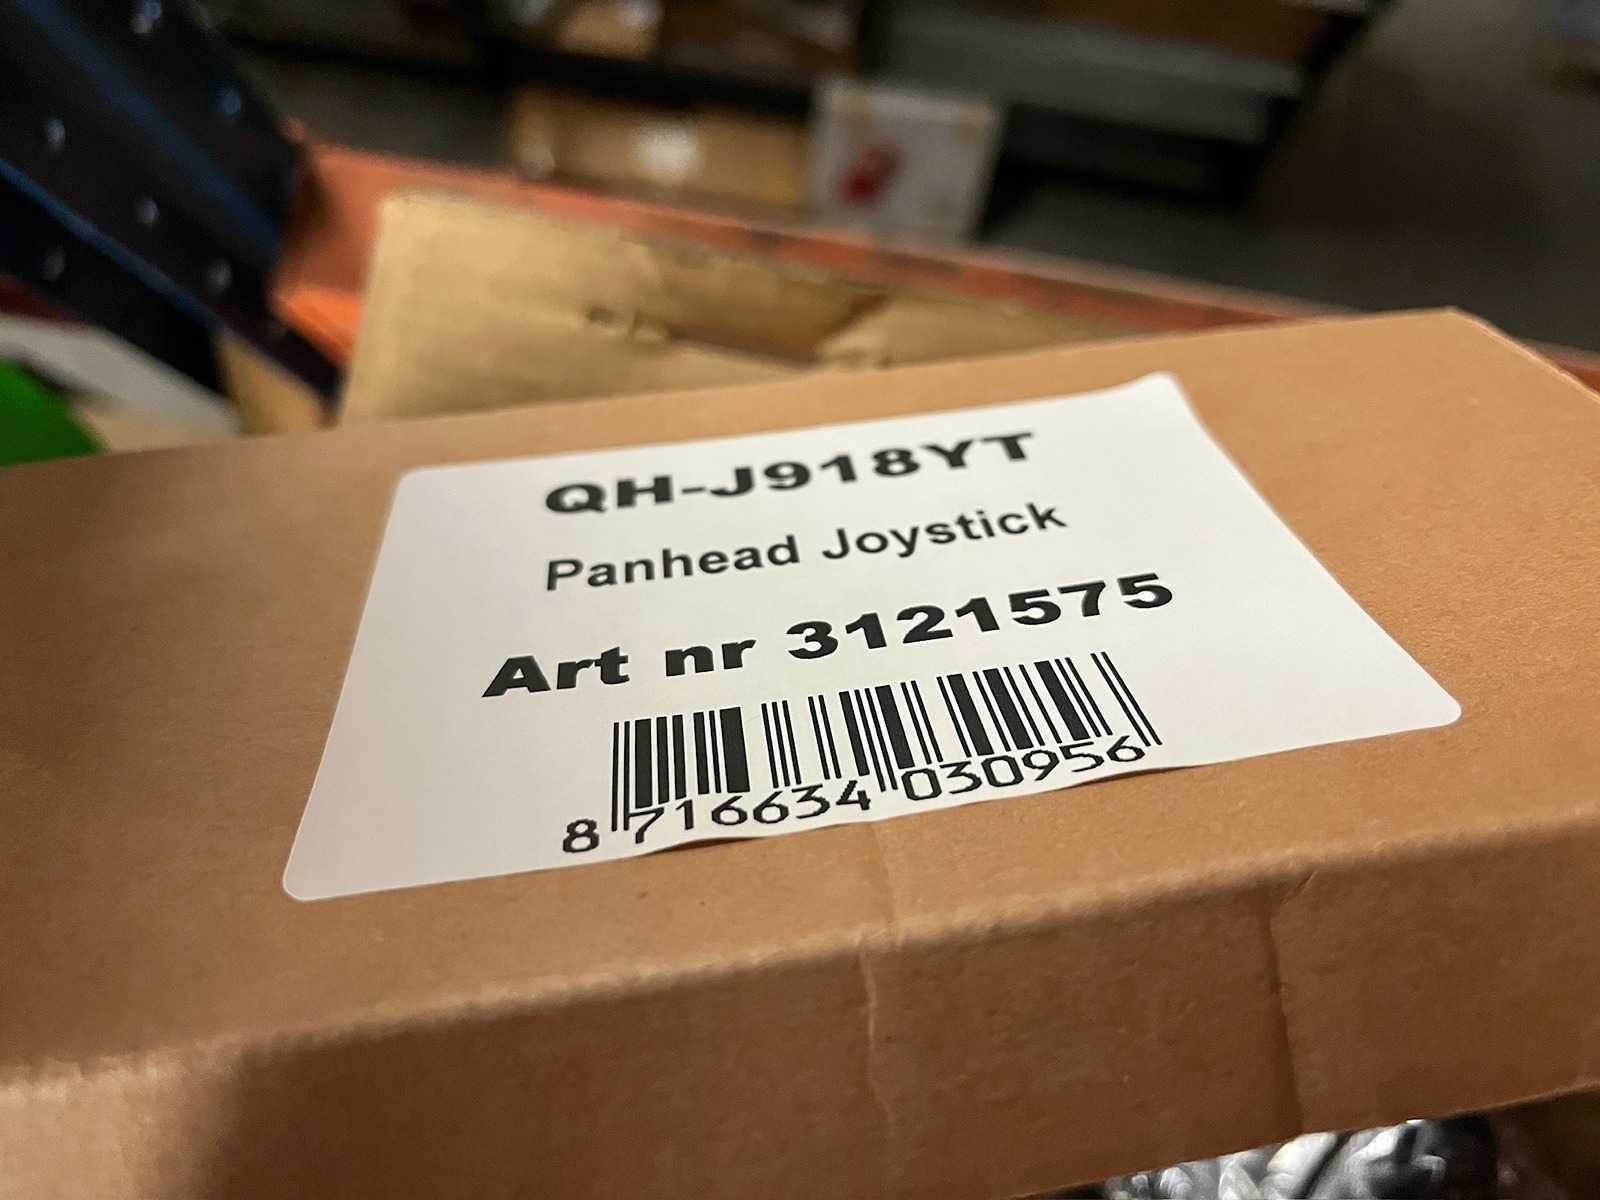 QH-J918YT
Panhead Joystick
Art nr 3121575
8 716634 030956